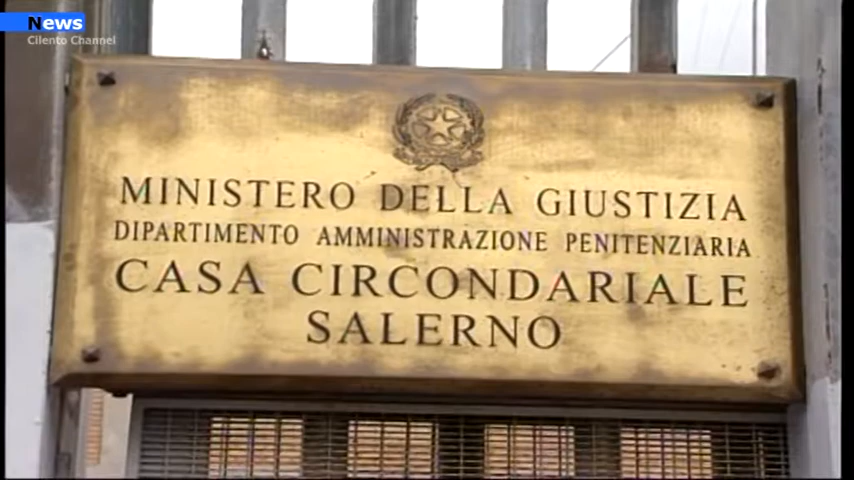 News
Cilento Channel
MINISTERO DELLA GIUSTIZIA
DIPARTIMENTO AMMINISTRAZIONE PENITENZIARIA
CASA CIRCONDARIALE
SALERNO